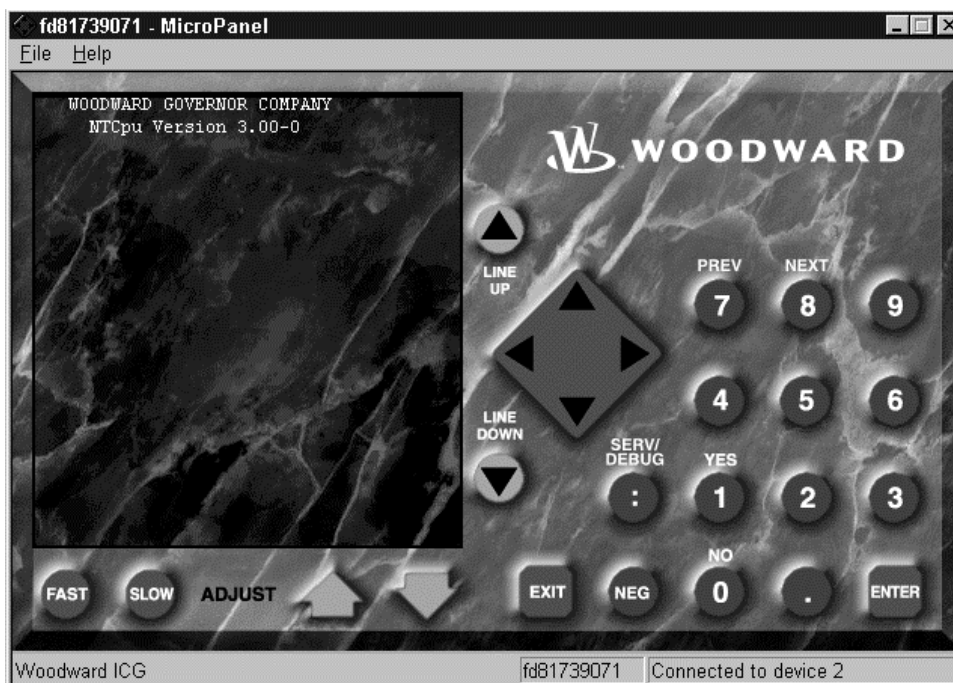 fd81739071 - MicroPanel
File Help
WOODWARD GOVERNOR COMPANY
NTCpu Version 3.00-0
WOODWARD
LINE
UP
PREV NEXT
7 8 9
4 5 6
LINE
DOWN
SERV/
DEBUG YES
: 1 2 3
NO
FAST SLOW ADJUST EXIT NEG 0 . ENTER
Woodward ICG fd81739071 Connected to device 2